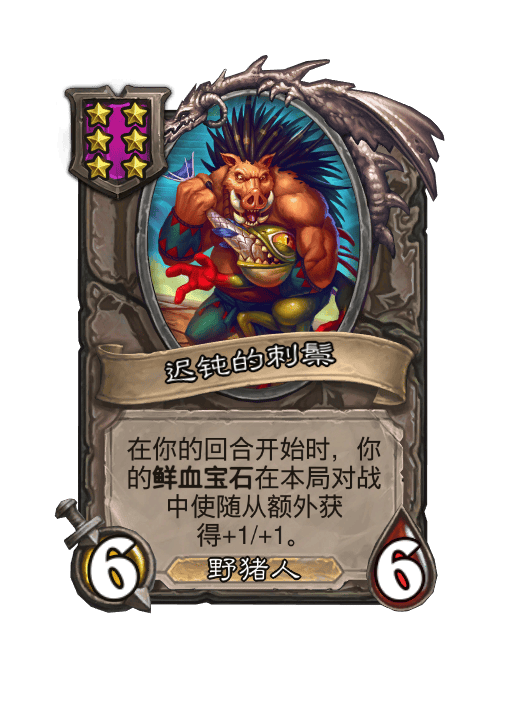 迟钝的刺鬃
在你的回合开始时，你
的鲜血宝石在本局对战
中使随从额外获
得+1/+1。
6
野猪人
6